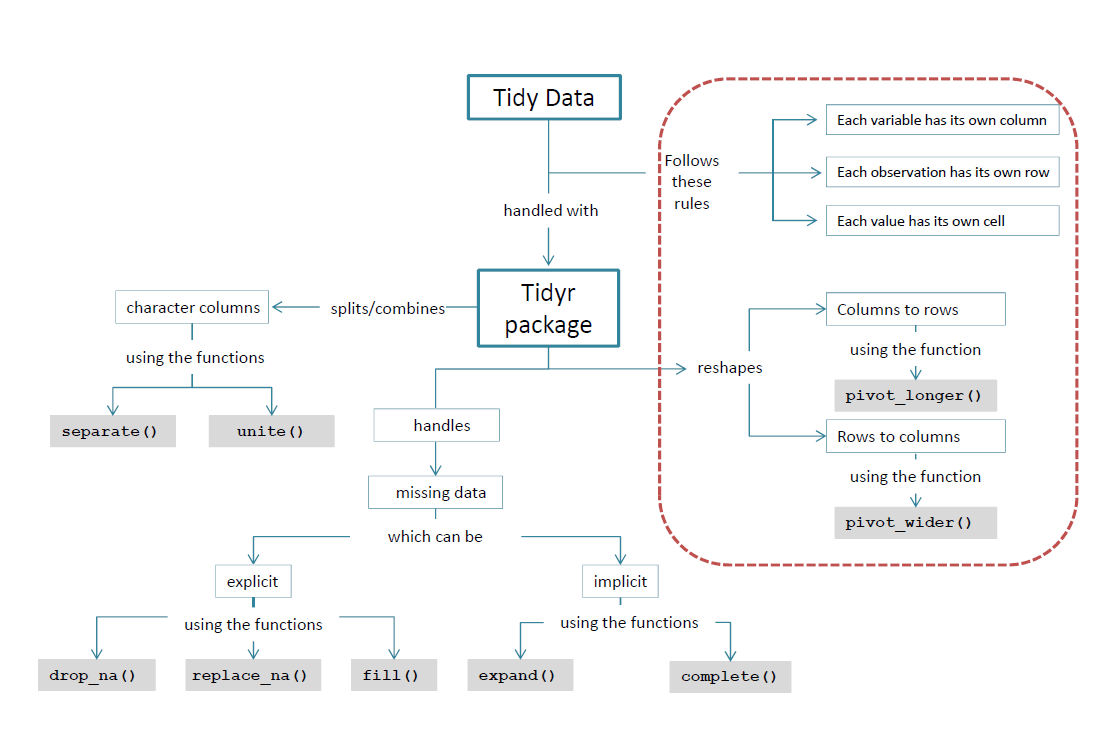 Tidy Data
Each variable has its own column
Follows
these
rules
Each observation has its own row
Each value has its own cell
handled with
Tidyr
package
splits/combines
character columns
using the functions
separate()
unite()
reshapes
Columns to rows
using the function
pivot_longer()
Rows to columns
using the function
pivot_wider()
handles
missing data
which can be
explicit
using the functions
drop_na()
replace_na()
fill()
implicit
using the functions
expand()
complete()